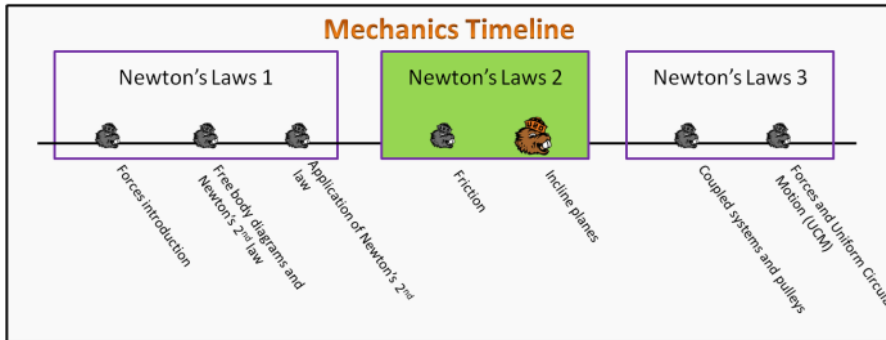 Mechanics Timeline
Newton's Laws 1
Newton's Laws 2
Newton's Laws 3
Forces introduction
Free body diagrams and
Newton's 2nd law
Application of Newton's 2nd
law
Friction
Incline planes
Coupled systems and pulleys
Forces and Uniform Circula
Motion (UCM)